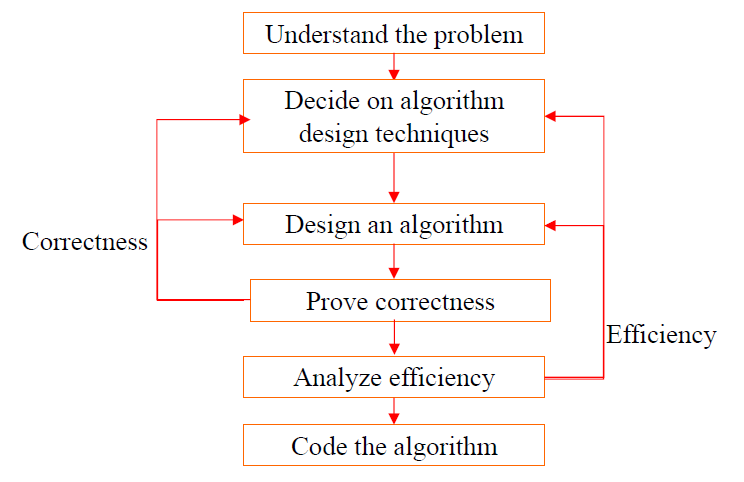 Understand the problem
Decide on algorithm
design techniques
Design an algorithm
Correctness
Prove correctness
Efficiency
Analyze efficiency
Code the algorithm